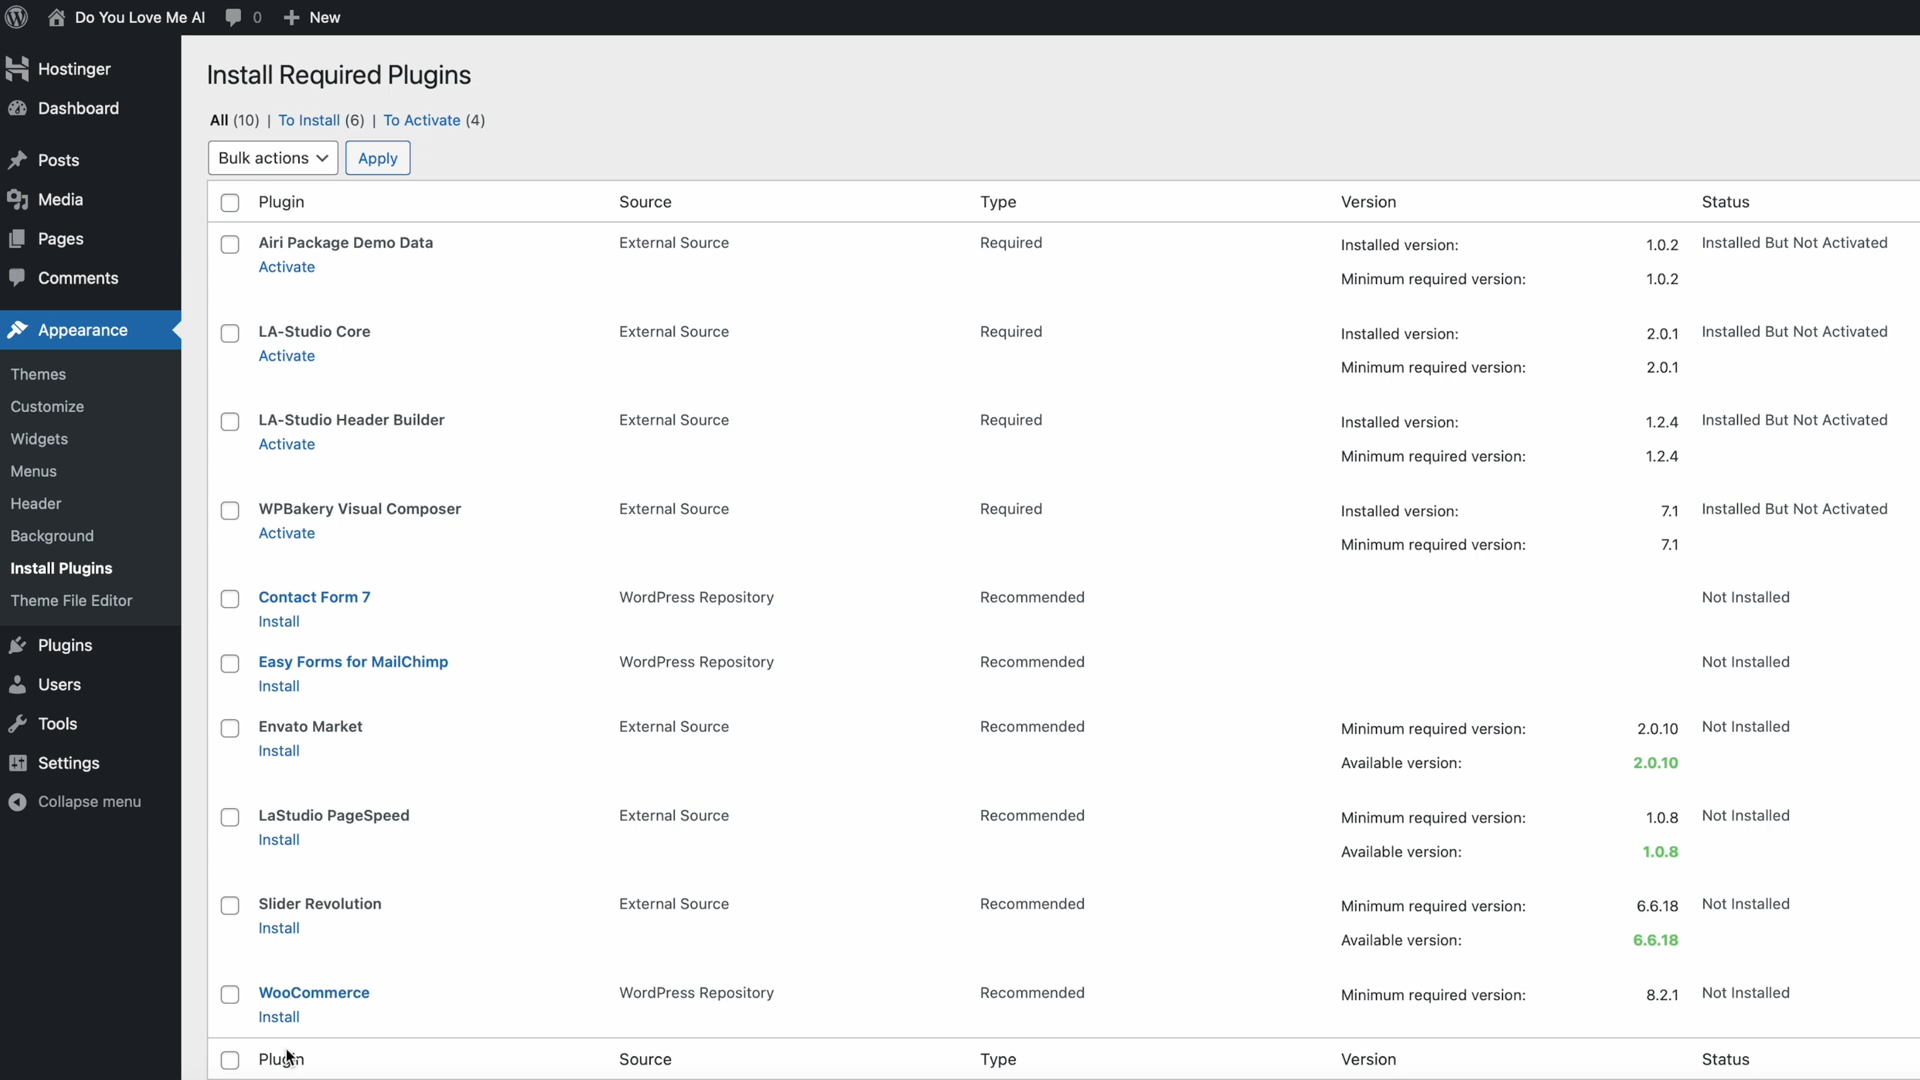 Do You Love Me AI 0 New
Hostinger
Dashboard
Posts
Media
Pages
Comments
Appearance
Themes
Customize
Widgets
Menus
Header
Background
Install Plugins
Theme File Editor
Plugins
Users
Tools
Settings
Collapse menu
Install Required Plugins
All (10) | To Install (6) | To Activate (4)
Bulk actions Apply
Plugin Source Type Version Status
Airi Package Demo Data External Source Required Installed version: 1.0.2 Installed But Not Activated
Activate Minimum required version: 1.0.2
LA-Studio Core External Source Required Installed version: 2.0.1 Installed But Not Activated
Activate Minimum required version: 2.0.1
LA-Studio Header Builder External Source Required Installed version: 1.2.4 Installed But Not Activated
Activate Minimum required version: 1.2.4
WPBakery Visual Composer External Source Required Installed version: 7.1 Installed But Not Activated
Activate Minimum required version: 7.1
Contact Form 7 WordPress Repository Recommended Not Installed
Install
Easy Forms for MailChimp WordPress Repository Recommended Not Installed
Install
Envato Market External Source Recommended Minimum required version: 2.0.10 Not Installed
Install Available version: 2.0.10
LaStudio PageSpeed External Source Recommended Minimum required version: 1.0.8 Not Installed
Install Available version: 1.0.8
Slider Revolution External Source Recommended Minimum required version: 6.6.18 Not Installed
Install Available version: 6.6.18
WooCommerce WordPress Repository Recommended Minimum required version: 8.2.1 Not Installed
Install
Plugin Source Type Version Status